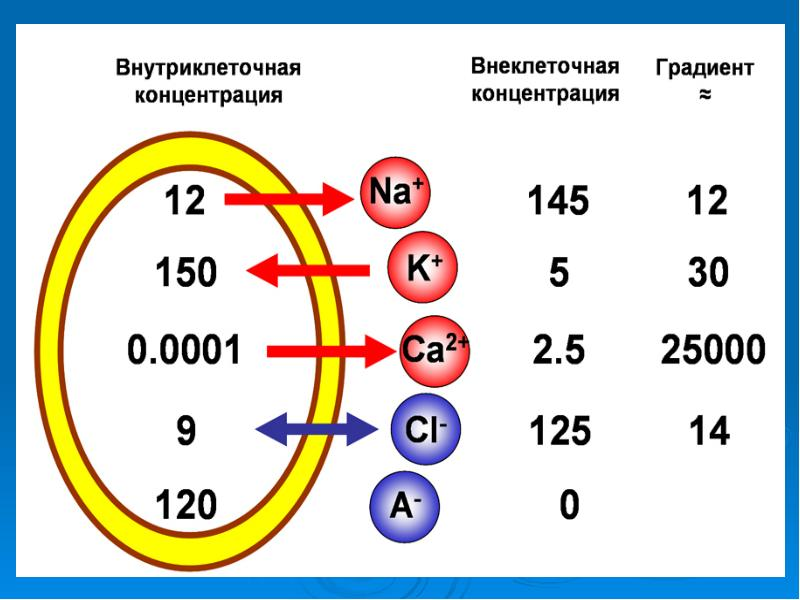 Внутриклеточная
концентрация
Внеклеточная
концентрация
Градиент
≈
12 Na⁺ 145 12
150 K⁺ 5 30
0.0001 Ca²⁺ 2.5 25000
9 Cl⁻ 125 14
120 A⁻ 0